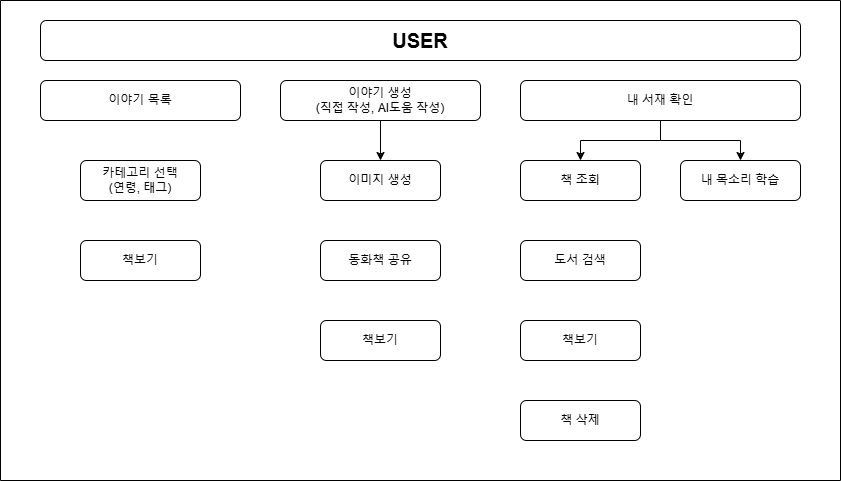 USER
이야기 목록
이야기 생성
(직접 작성, AI도움 작성)
내 서재 확인
카테고리 선택
(연령, 태그)
이미지 생성
책 조회
내 목소리 학습
책보기
동화책 공유
도서 검색
책보기
책보기
책 삭제